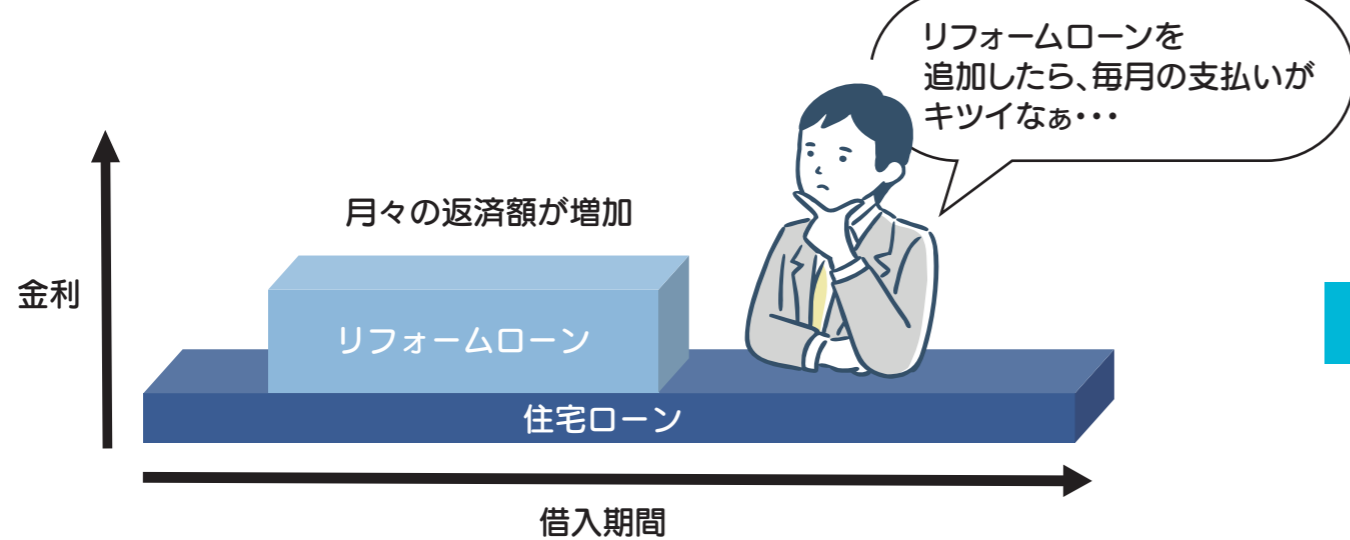 リフォームローンを
追加したら、毎月の支払いが
キツイなぁ・・・
月々の返済額が増加
金利
リフォームローン
住宅ローン
借入期間